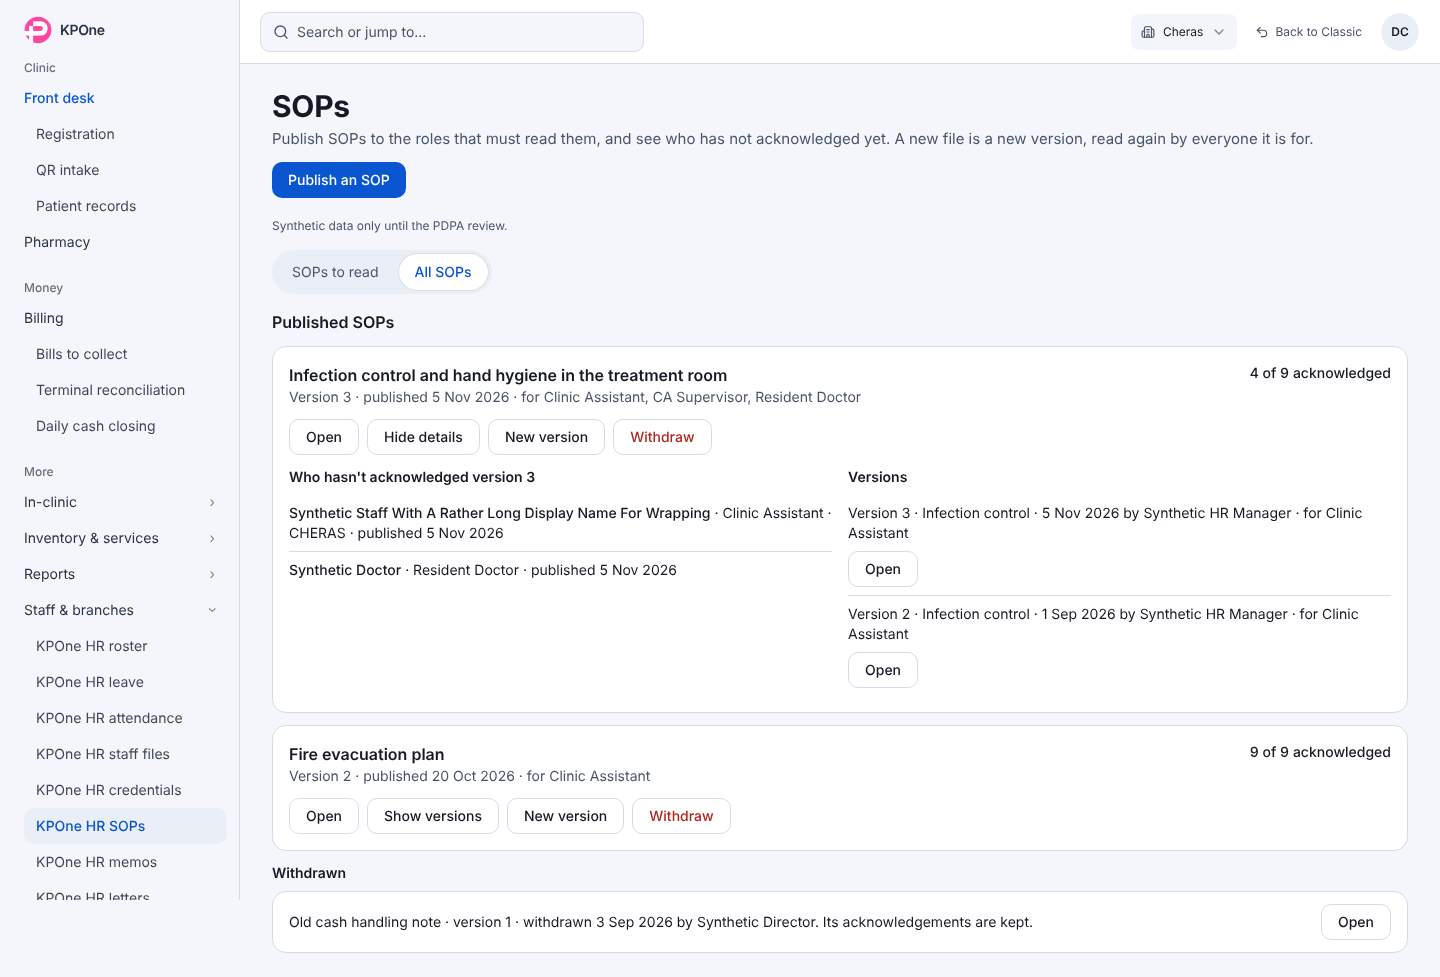 KPOne
Search or jump to...
Cheras
Back to Classic
DC
Clinic
Front desk
Registration
QR intake
Patient records
Pharmacy
Money
Billing
Bills to collect
Terminal reconciliation
Daily cash closing
More
In-clinic
Inventory & services
Reports
Staff & branches
KPOne HR roster
KPOne HR leave
KPOne HR attendance
KPOne HR staff files
KPOne HR credentials
KPOne HR SOPs
KPOne HR memos
KPOne HR letters
SOPs
Publish SOPs to the roles that must read them, and see who has not acknowledged yet. A new file is a new version, read again by everyone it is for.
Publish an SOP
Synthetic data only until the PDPA review.
SOPs to read
All SOPs
Published SOPs
Infection control and hand hygiene in the treatment room
4 of 9 acknowledged
Version 3 · published 5 Nov 2026 · for Clinic Assistant, CA Supervisor, Resident Doctor
Open
Hide details
New version
Withdraw
Who hasn't acknowledged version 3
Synthetic Staff With A Rather Long Display Name For Wrapping · Clinic Assistant ·
CHERAS · published 5 Nov 2026
Synthetic Doctor · Resident Doctor · published 5 Nov 2026
Versions
Version 3 · Infection control · 5 Nov 2026 by Synthetic HR Manager · for Clinic
Assistant
Open
Version 2 · Infection control · 1 Sep 2026 by Synthetic HR Manager · for Clinic
Assistant
Open
Fire evacuation plan
9 of 9 acknowledged
Version 2 · published 20 Oct 2026 · for Clinic Assistant
Open
Show versions
New version
Withdraw
Withdrawn
Old cash handling note · version 1 · withdrawn 3 Sep 2026 by Synthetic Director. Its acknowledgements are kept.
Open